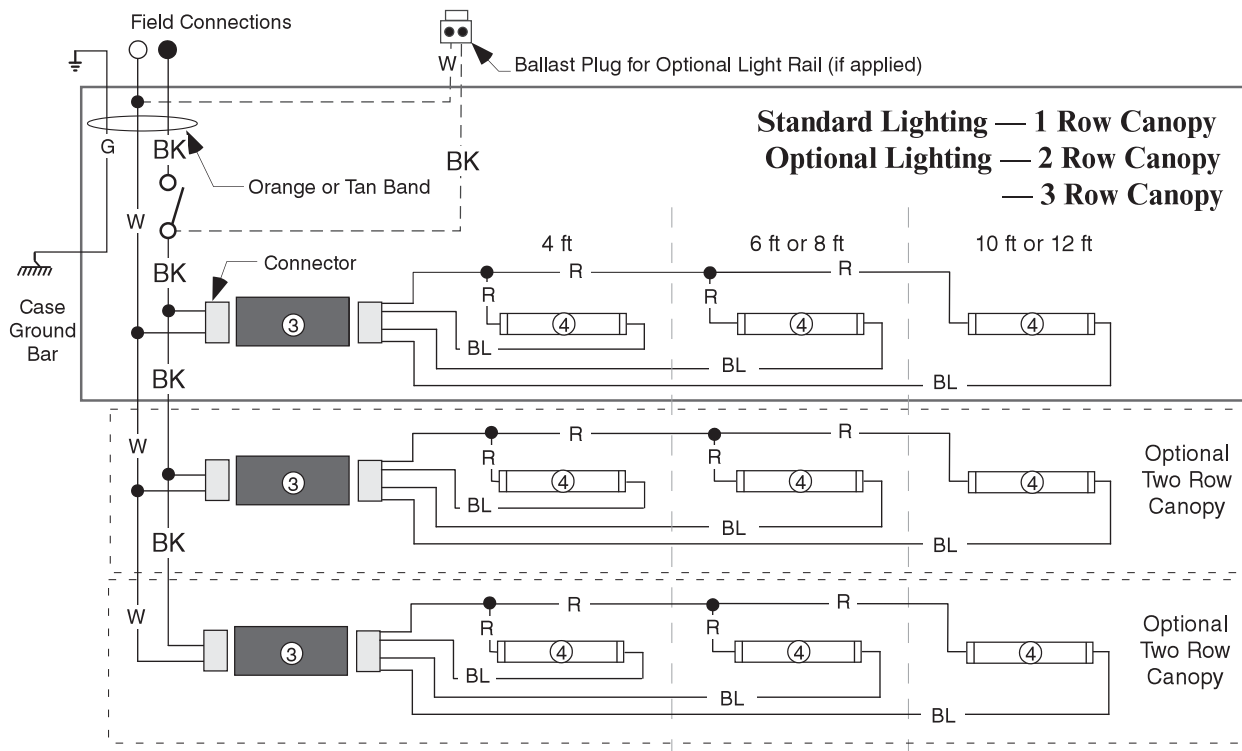 Field Connections
W
Ballast Plug for Optional Light Rail (if applied)
Standard Lighting — 1 Row Canopy
Optional Lighting — 2 Row Canopy
— 3 Row Canopy
G
BK
BK
Orange or Tan Band
W
4 ft
6 ft or 8 ft
10 ft or 12 ft
BK
Connector
R
R
R
R
Case
Ground
Bar
3
4
4
4
BL
BL
BL
BK
W
R
R
R
R
3
4
4
4
BL
BL
BL
Optional
Two Row
Canopy
BK
W
R
R
R
R
3
4
4
4
BL
BL
BL
Optional
Two Row
Canopy